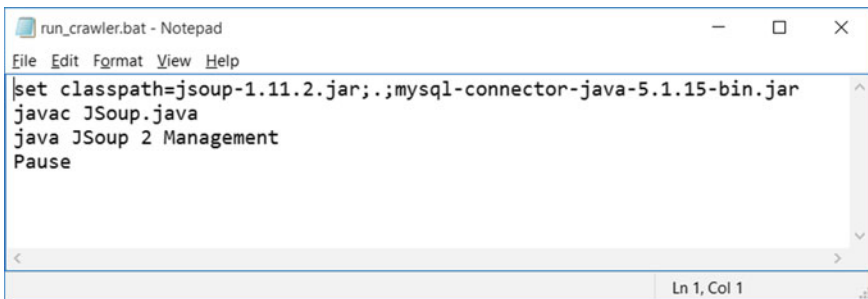 run_crawler.bat - Notepad
File Edit Format View Help
set classpath=jsoup-1.11.2.jar;.;mysql-connector-java-5.1.15-bin.jar
javac JSoup.java
java JSoup 2 Management
Pause
Ln 1, Col 1